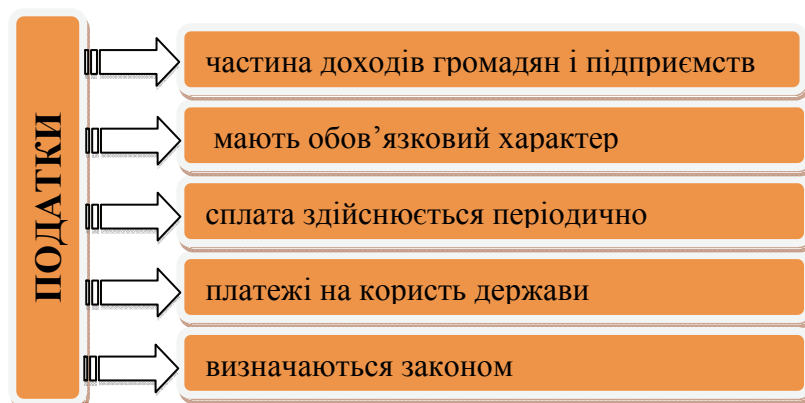 ПОДАТКИ
частина доходів громадян і підприємств
мають обов’язковий характер
сплата здійснюється періодично
платежі на користь держави
визначаються законом